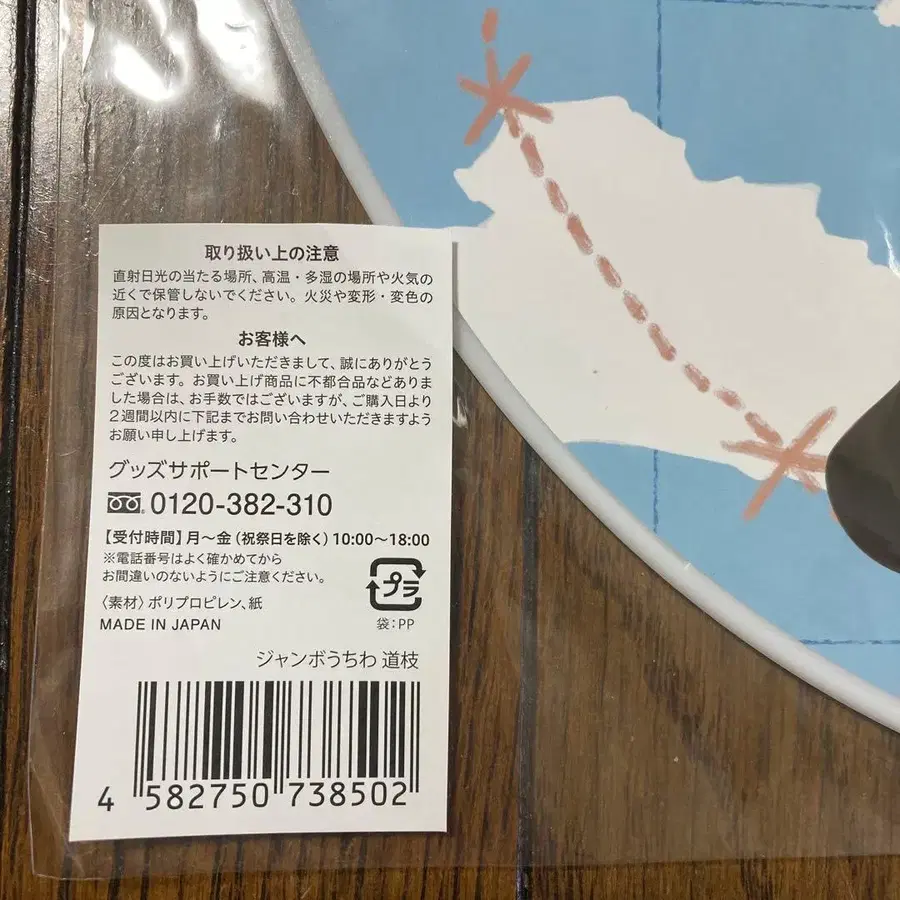 取り扱い上の注意
直射日光の当たる場所、高温・多湿の場所や火気の
近くで保管しないでください。火災や変形・変色の
原因となります。
お客様へ
この度はお買い上げいただきまして、誠にありがとう
ございます。お買い上げ商品に不都合品などありま
した場合は、お手数ではございますが、ご購入日より
2週間以内に下記までお問い合わせいただきますよう
お願い申し上げます。
グッズサポートセンター
0120-382-310
【受付時間】月〜金(祝祭日を除く)10:00〜18:00
※電話番号はよく確かめてから
お間違いのないようにご注意ください。
〈素材〉ポリプロピレン、紙
MADE IN JAPAN
プラ
袋:PP
ジャンボうちわ 道枝
4 582750 738502